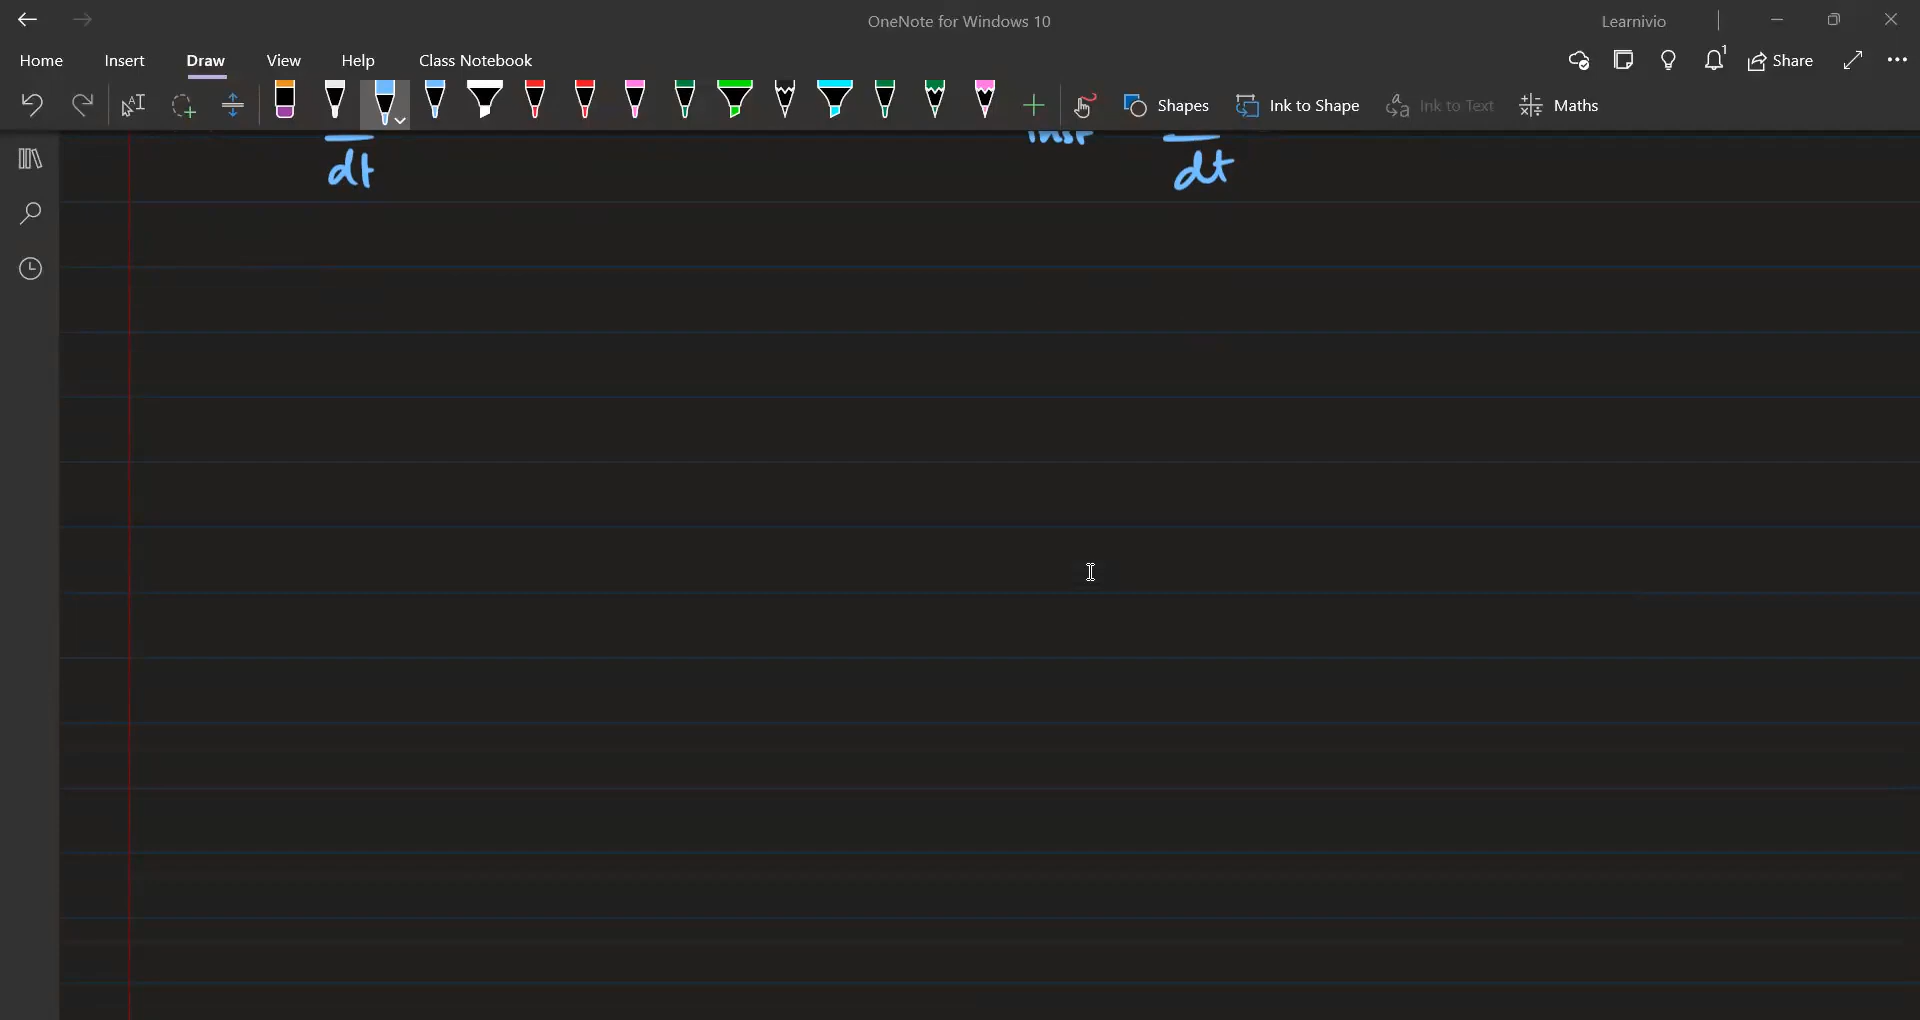 OneNote for Windows 10
Learnivio
Home Insert Draw View Help Class Notebook
1
Share
Shapes
Ink to Shape
Ink to Text
Maths
dt
dt